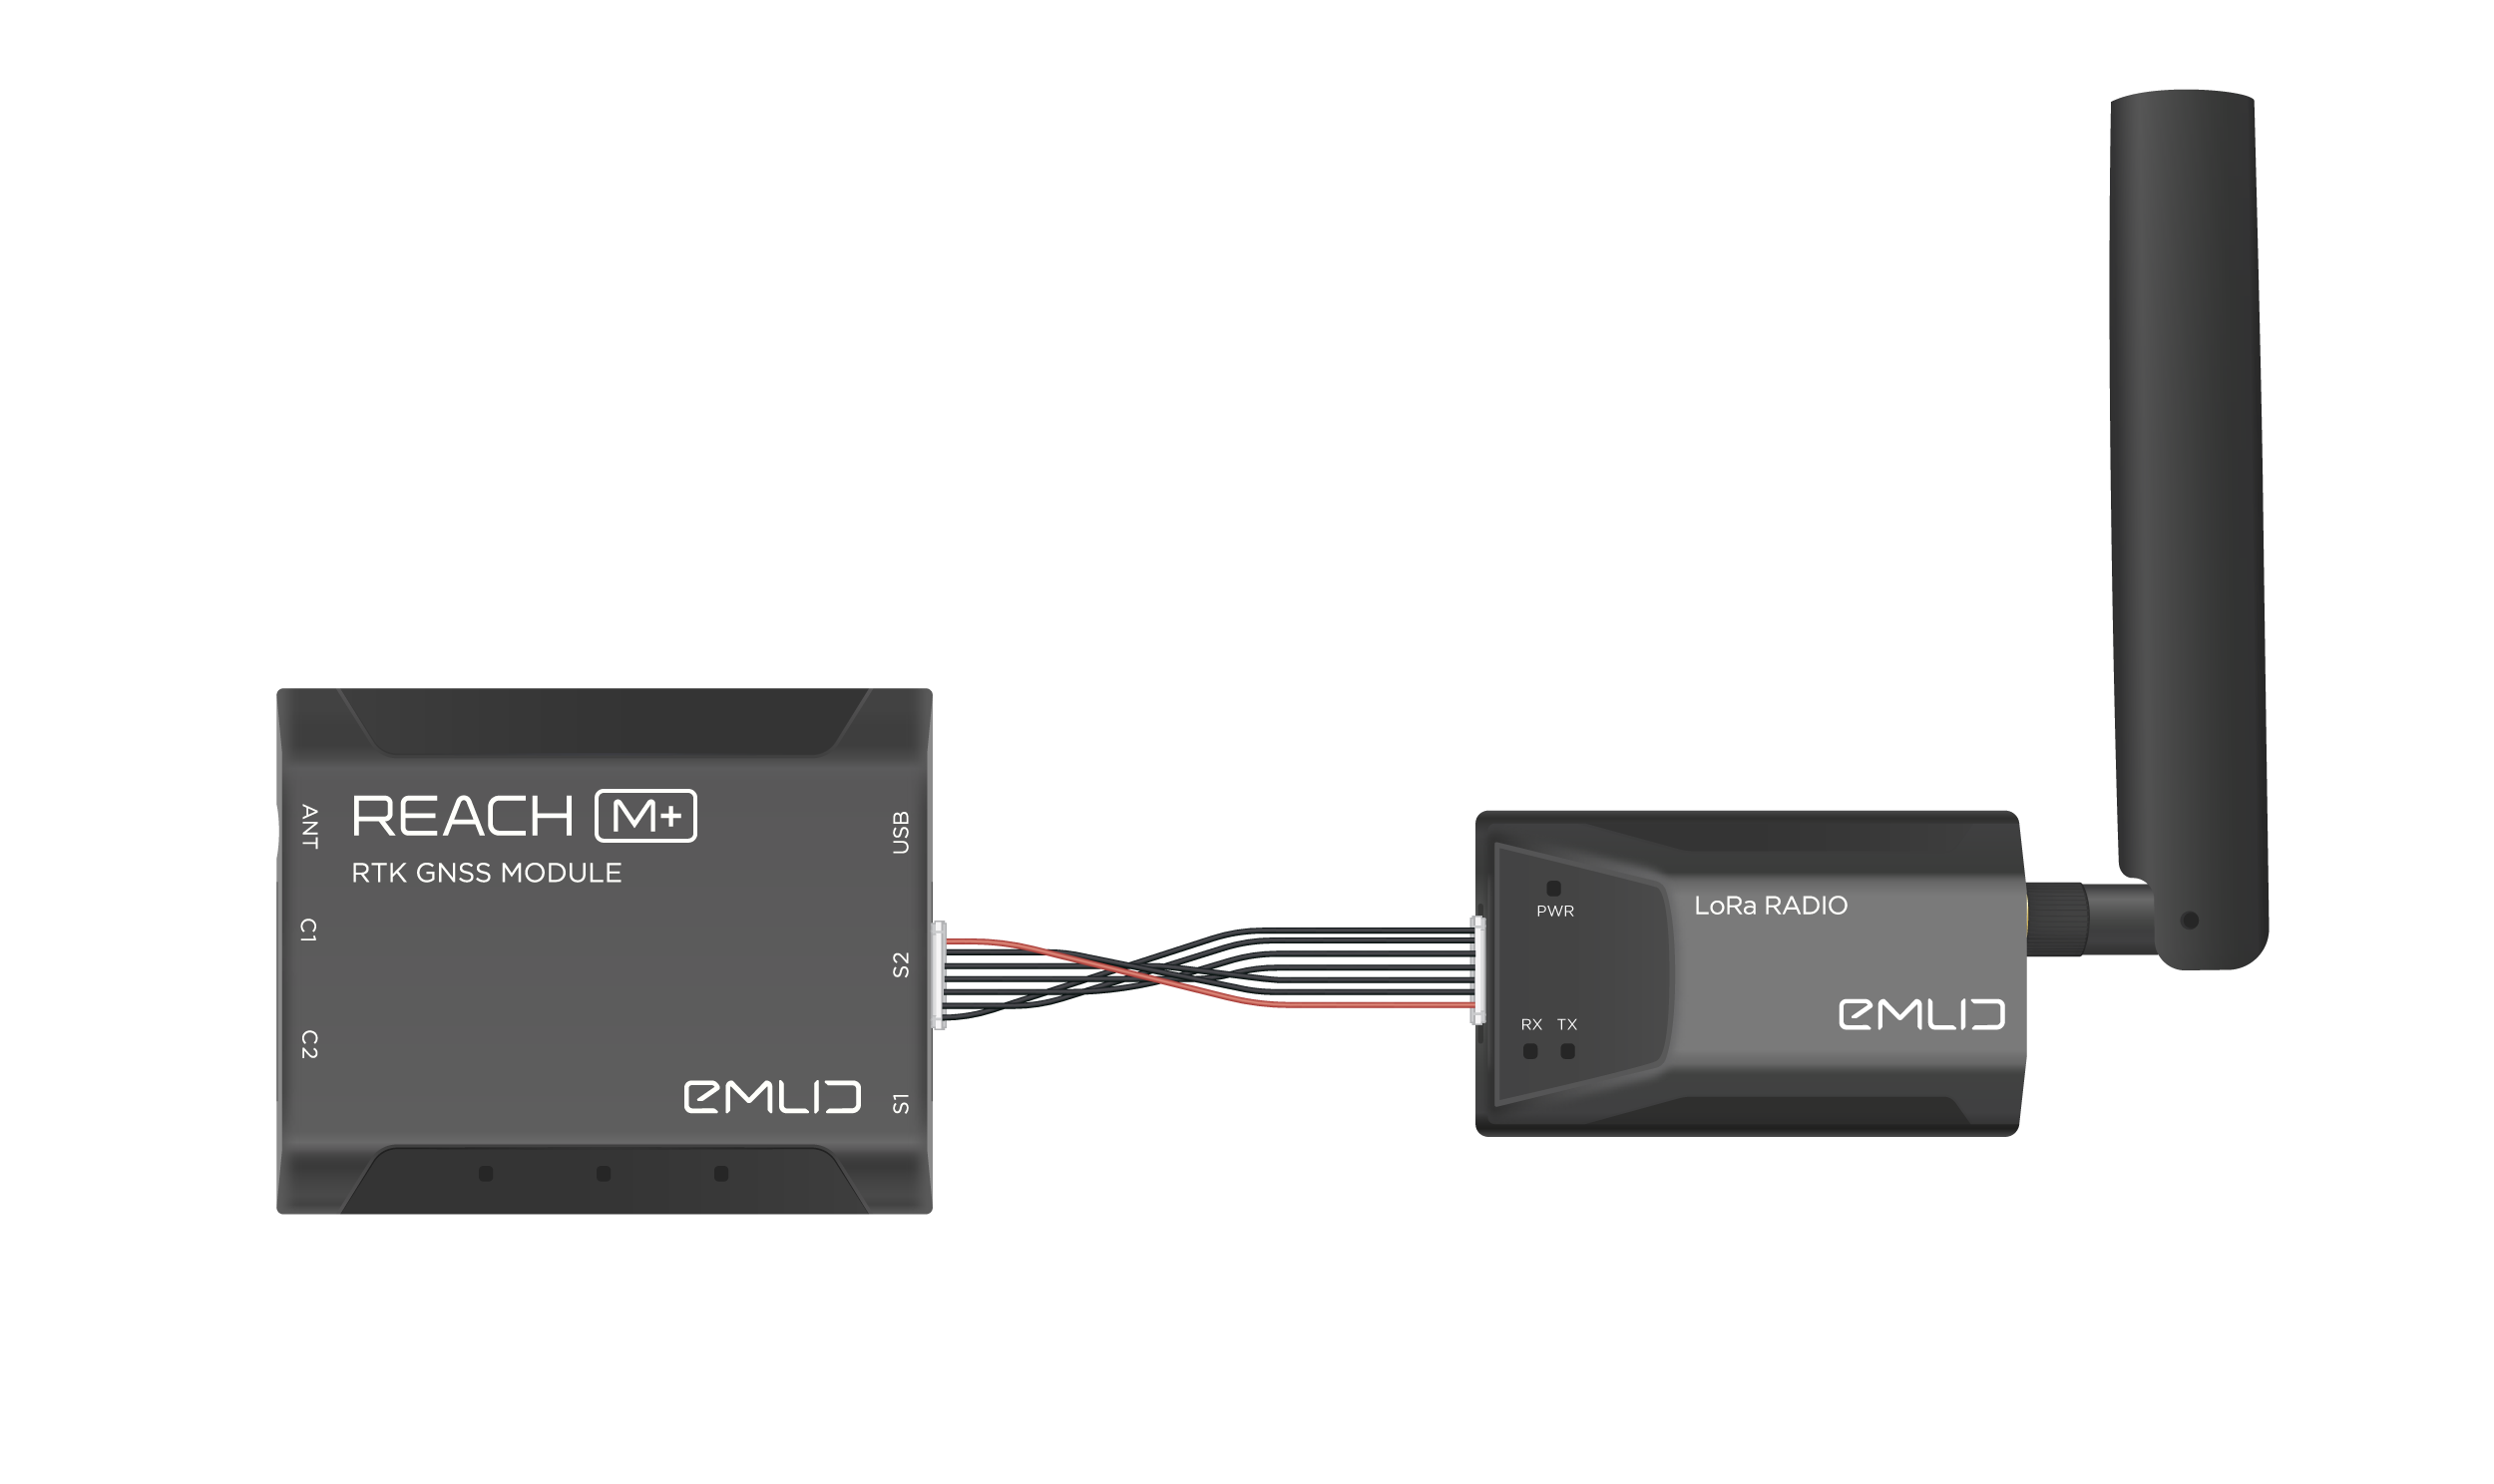 REACH M+
RTK GNSS MODULE
ANT
C1
C2
USB
S2
S1
emlid
PWR
RX TX
LoRa RADIO
emlid